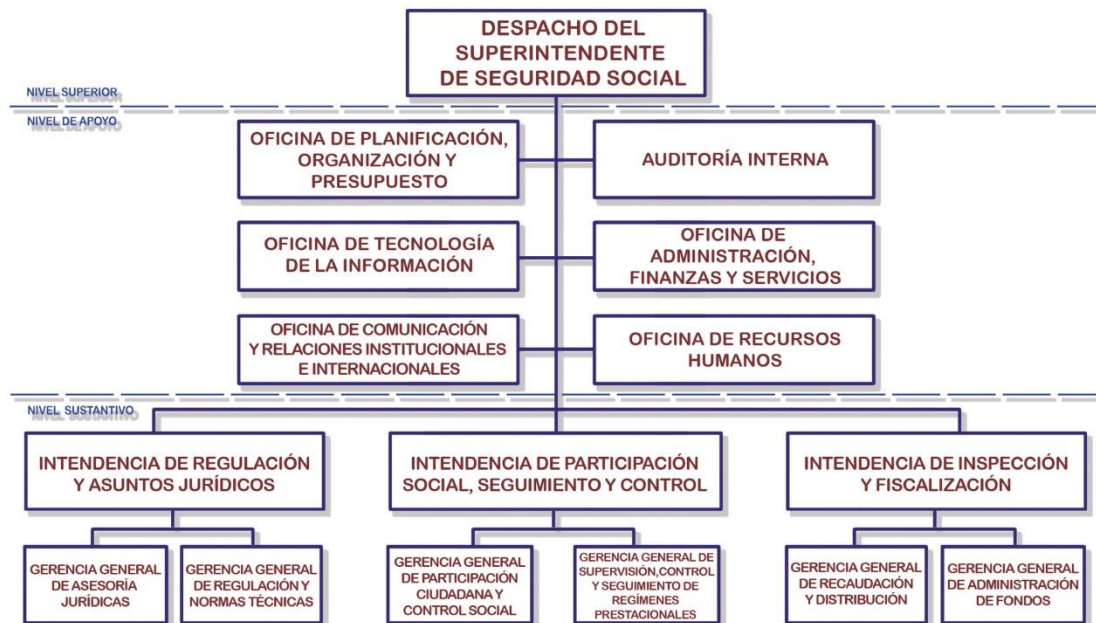 DESPACHO DEL
SUPERINTENDENTE
DE SEGURIDAD SOCIAL
NIVEL SUPERIOR
NIVEL DE APOYO
OFICINA DE PLANIFICACIÓN,
ORGANIZACIÓN Y
PRESUPUESTO
AUDITORÍA INTERNA
OFICINA DE TECNOLOGÍA
DE LA INFORMACIÓN
OFICINA DE
ADMINISTRACIÓN,
FINANZAS Y SERVICIOS
OFICINA DE COMUNICACIÓN
Y RELACIONES INSTITUCIONALES
E INTERNACIONALES
OFICINA DE RECURSOS
HUMANOS
NIVEL SUSTANTIVO
INTENDENCIA DE REGULACIÓN
Y ASUNTOS JURÍDICOS
INTENDENCIA DE PARTICIPACIÓN
SOCIAL, SEGUIMIENTO Y CONTROL
INTENDENCIA DE INSPECCIÓN
Y FISCALIZACIÓN
GERENCIA GENERAL
DE ASESORÍA
JURÍDICAS
GERENCIA GENERAL
DE REGULACIÓN Y
NORMAS TÉCNICAS
GERENCIA GENERAL
DE PARTICIPACIÓN
CIUDADANA Y
CONTROL SOCIAL
GERENCIA GENERAL DE
SUPERVISIÓN,CONTROL
Y SEGUIMIENTO DE
REGÍMENES
PRESTACIONALES
GERENCIA GENERAL
DE RECAUDACIÓN
Y DISTRIBUCIÓN
GERENCIA GENERAL
DE ADMINISTRACIÓN
DE FONDOS